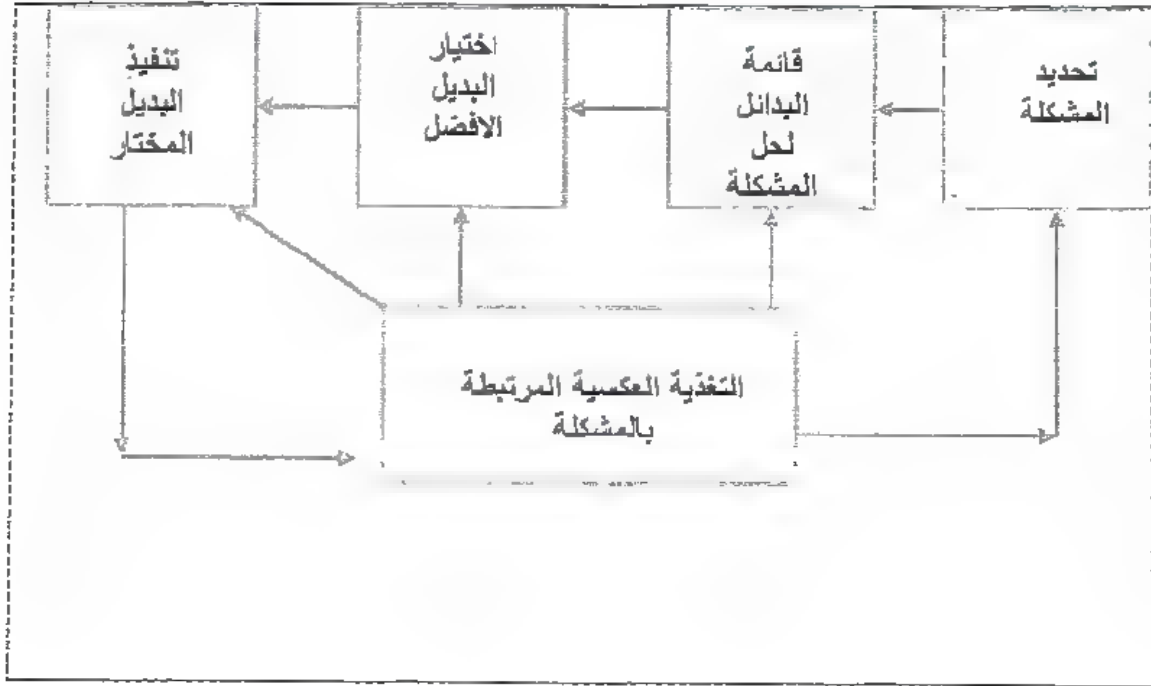 تحديد
المشكلة
قائمة
البدائل
لحل
المشكلة
اختيار
البديل
الافضل
تنفيذ
البديل
المختار
التغذية العكسية المرتبطة
بالمشكلة